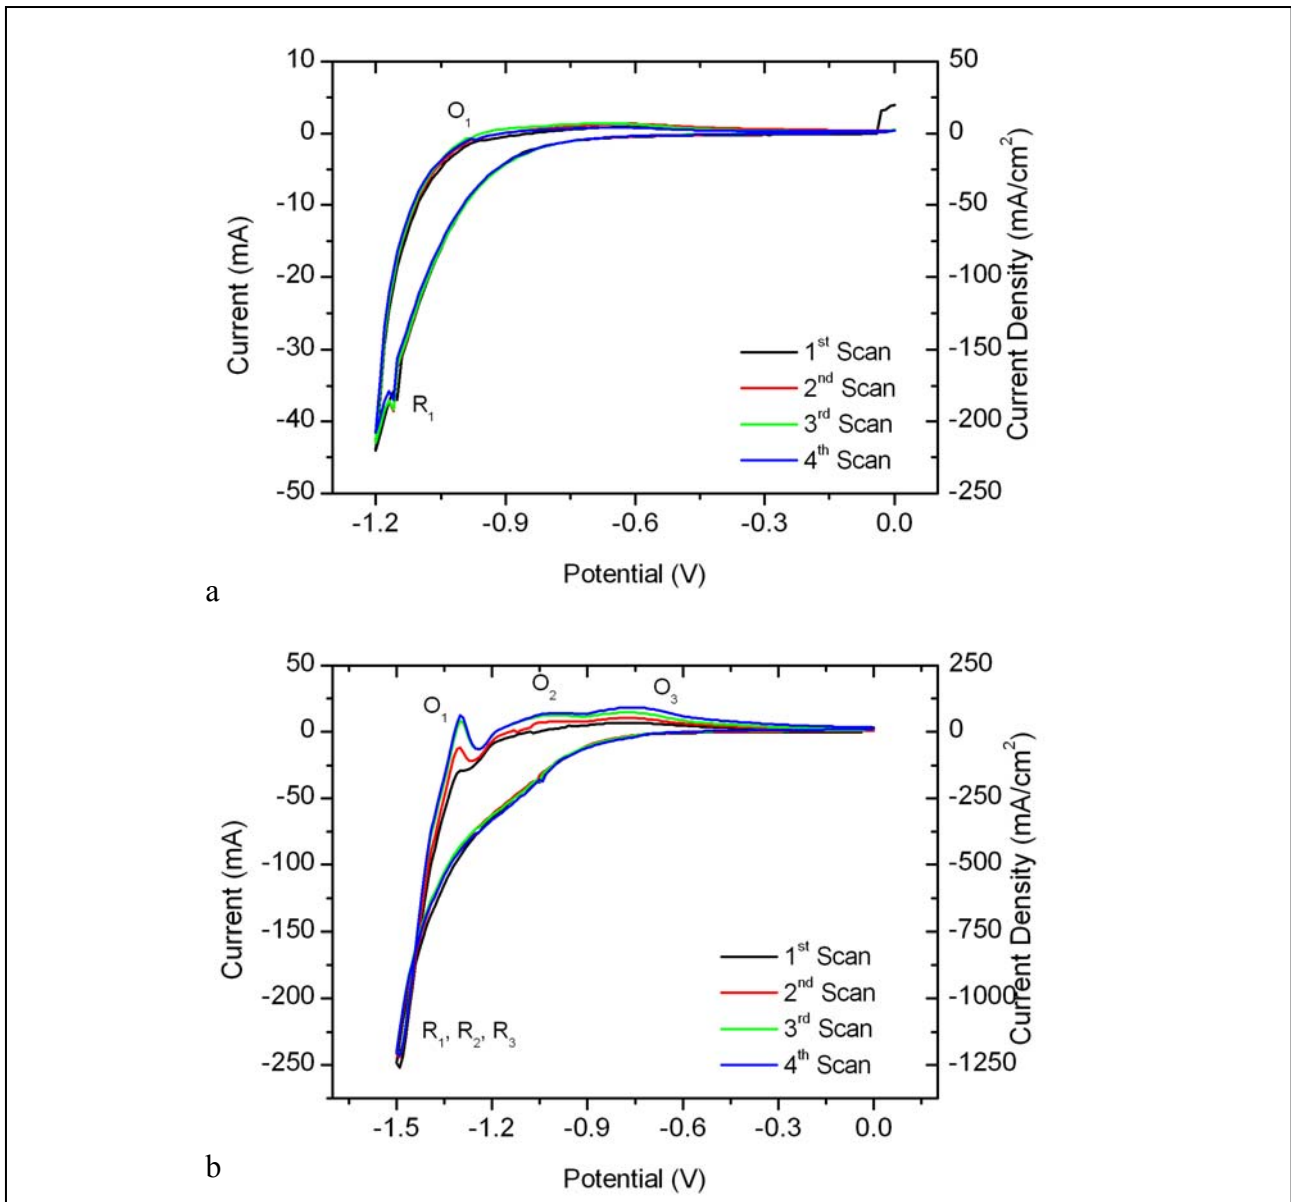 10
0
-10
-20
-30
-40
-50
50
0
-50
-100
-150
-200
-250
Current (mA)
Current Density (mA/cm²)
O₁
R₁
1st Scan
2nd Scan
3rd Scan
4th Scan
-1.2 -0.9 -0.6 -0.3 0.0
Potential (V)
a
50
0
-50
-100
-150
-200
-250
250
0
-250
-500
-750
-1000
-1250
Current (mA)
Current Density (mA/cm²)
O₁
O₂
O₃
R₁, R₂, R₃
1st Scan
2nd Scan
3rd Scan
4th Scan
-1.5 -1.2 -0.9 -0.6 -0.3 0.0
Potential (V)
b